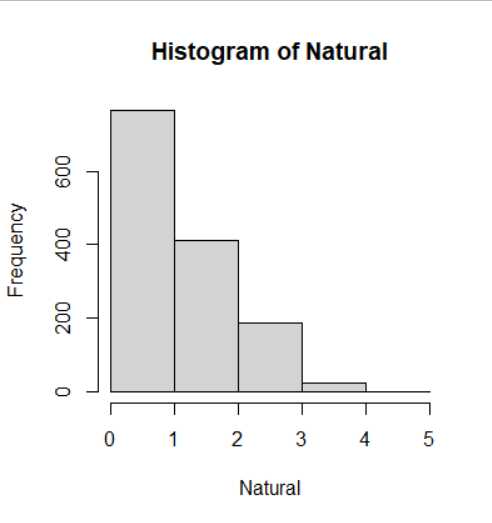 Histogram of Natural
Frequency
600
400
200
0
0 1 2 3 4 5
Natural